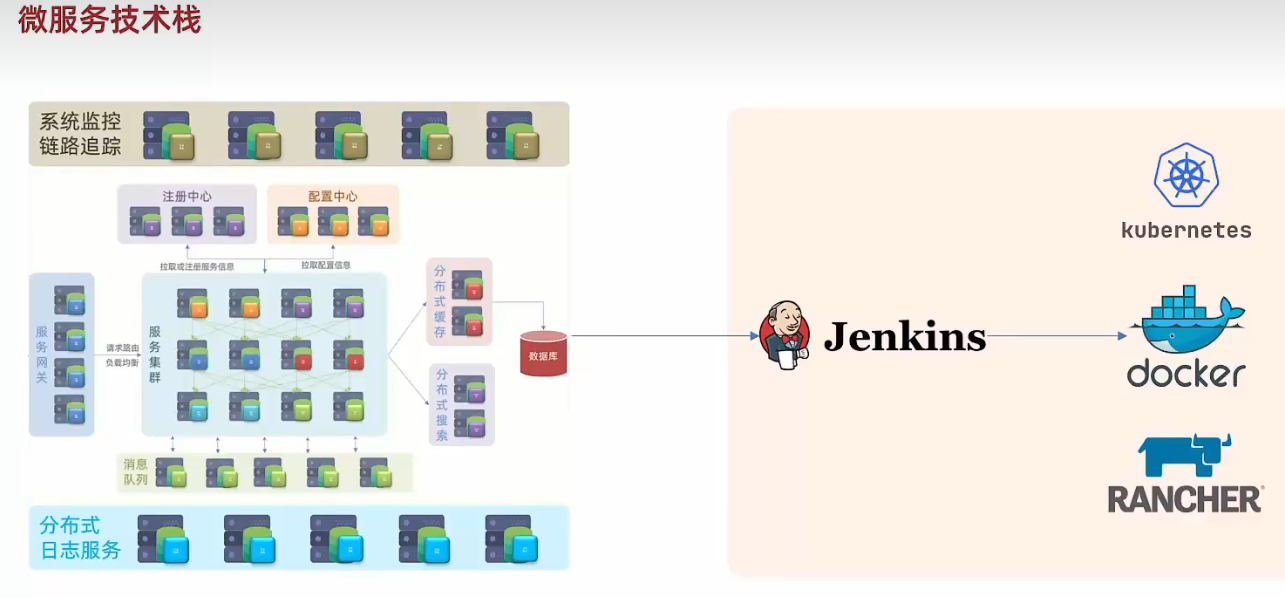 微服务技术栈
系统监控
链路追踪
注册中心
配置中心
拉取或注册服务信息
拉取配置信息
服务网关
请求路由
负载均衡
服务集群
分布式缓存
数据库
分布式搜索
消息
队列
分布式
日志服务
Jenkins
kubernetes
docker
RANCHER